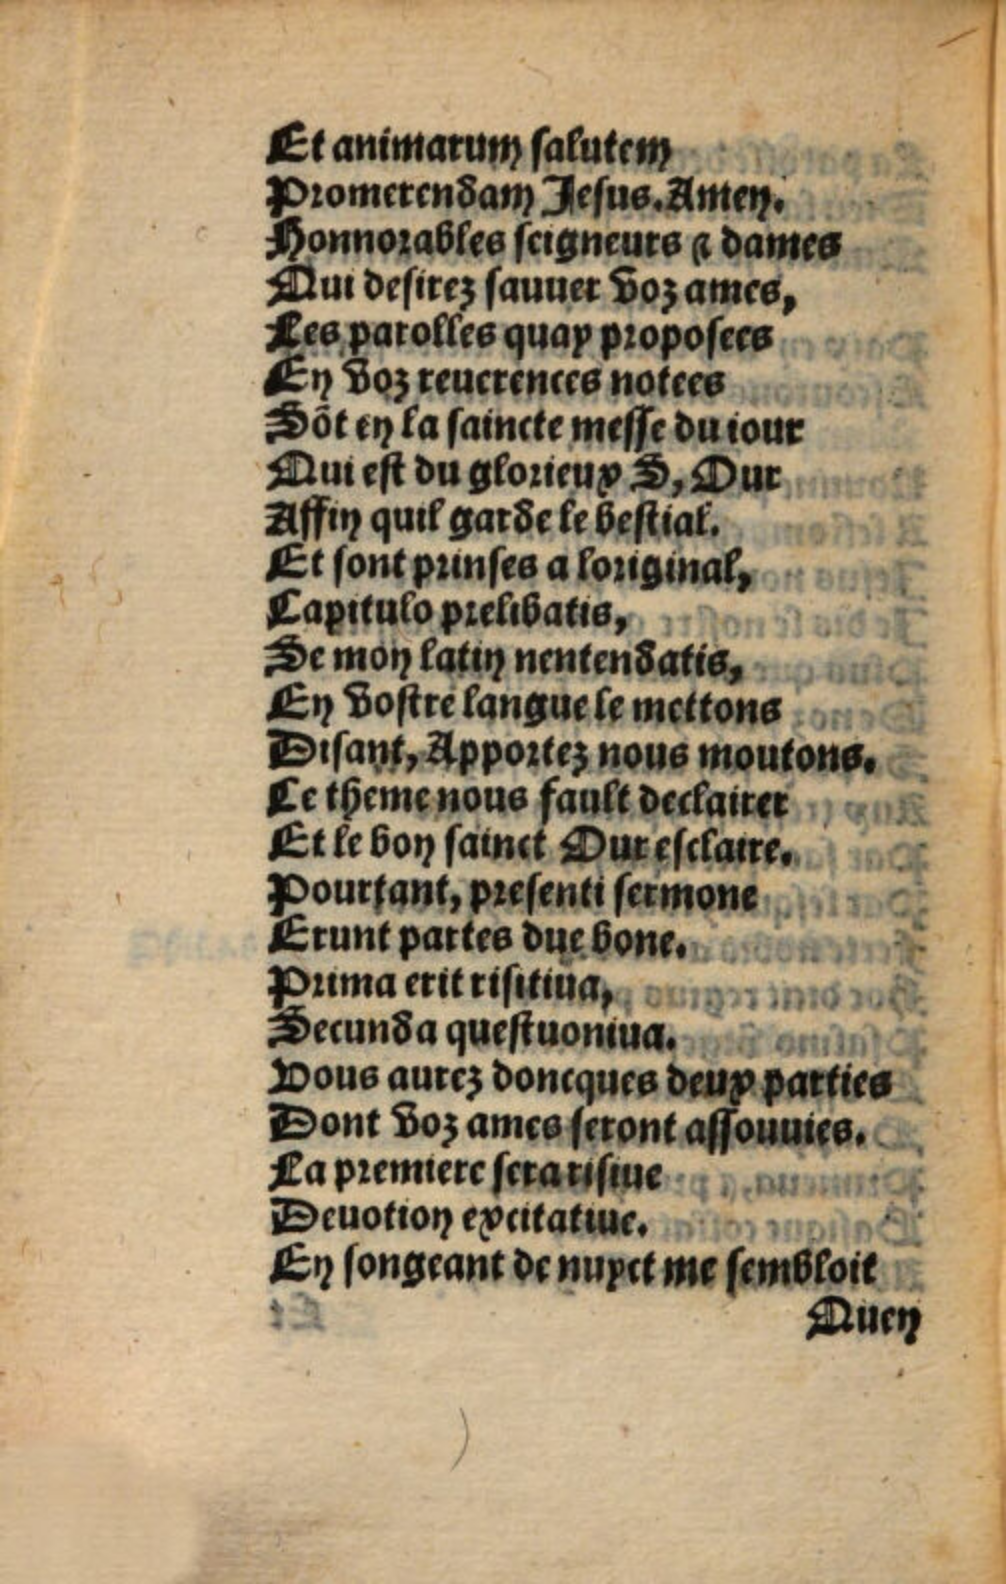 Et animarum salutem
Promerendam Jesus. Amen.
Honnorables seigneurs & dames
Qui desirez sauuer voz ames,
Les parolles quay proposees
En voz reuerences notees
Sõt en la saincte messe du iour
Qui est du glorieux S, Our
Affin quil garde le bestial.
Et sont prinses a loriginal,
Capitulo prelibatis,
De mon latin nentendatis,
En vostre langue le mettons
Disant, Apportez nous moutons.
Ce theme nous fault declairer
Et le bon sainct Our esclaire.
Pourtant, presenti sermone
Erunt partes due bone.
Prima erit risitiua,
Secunda questuoniua.
Vous aurez doncques deux parties
Dont voz ames seront assouuies.
La premiere sera risiue
Deuotion excitatiue.
En songeant de nuyct me sembloit
Quen